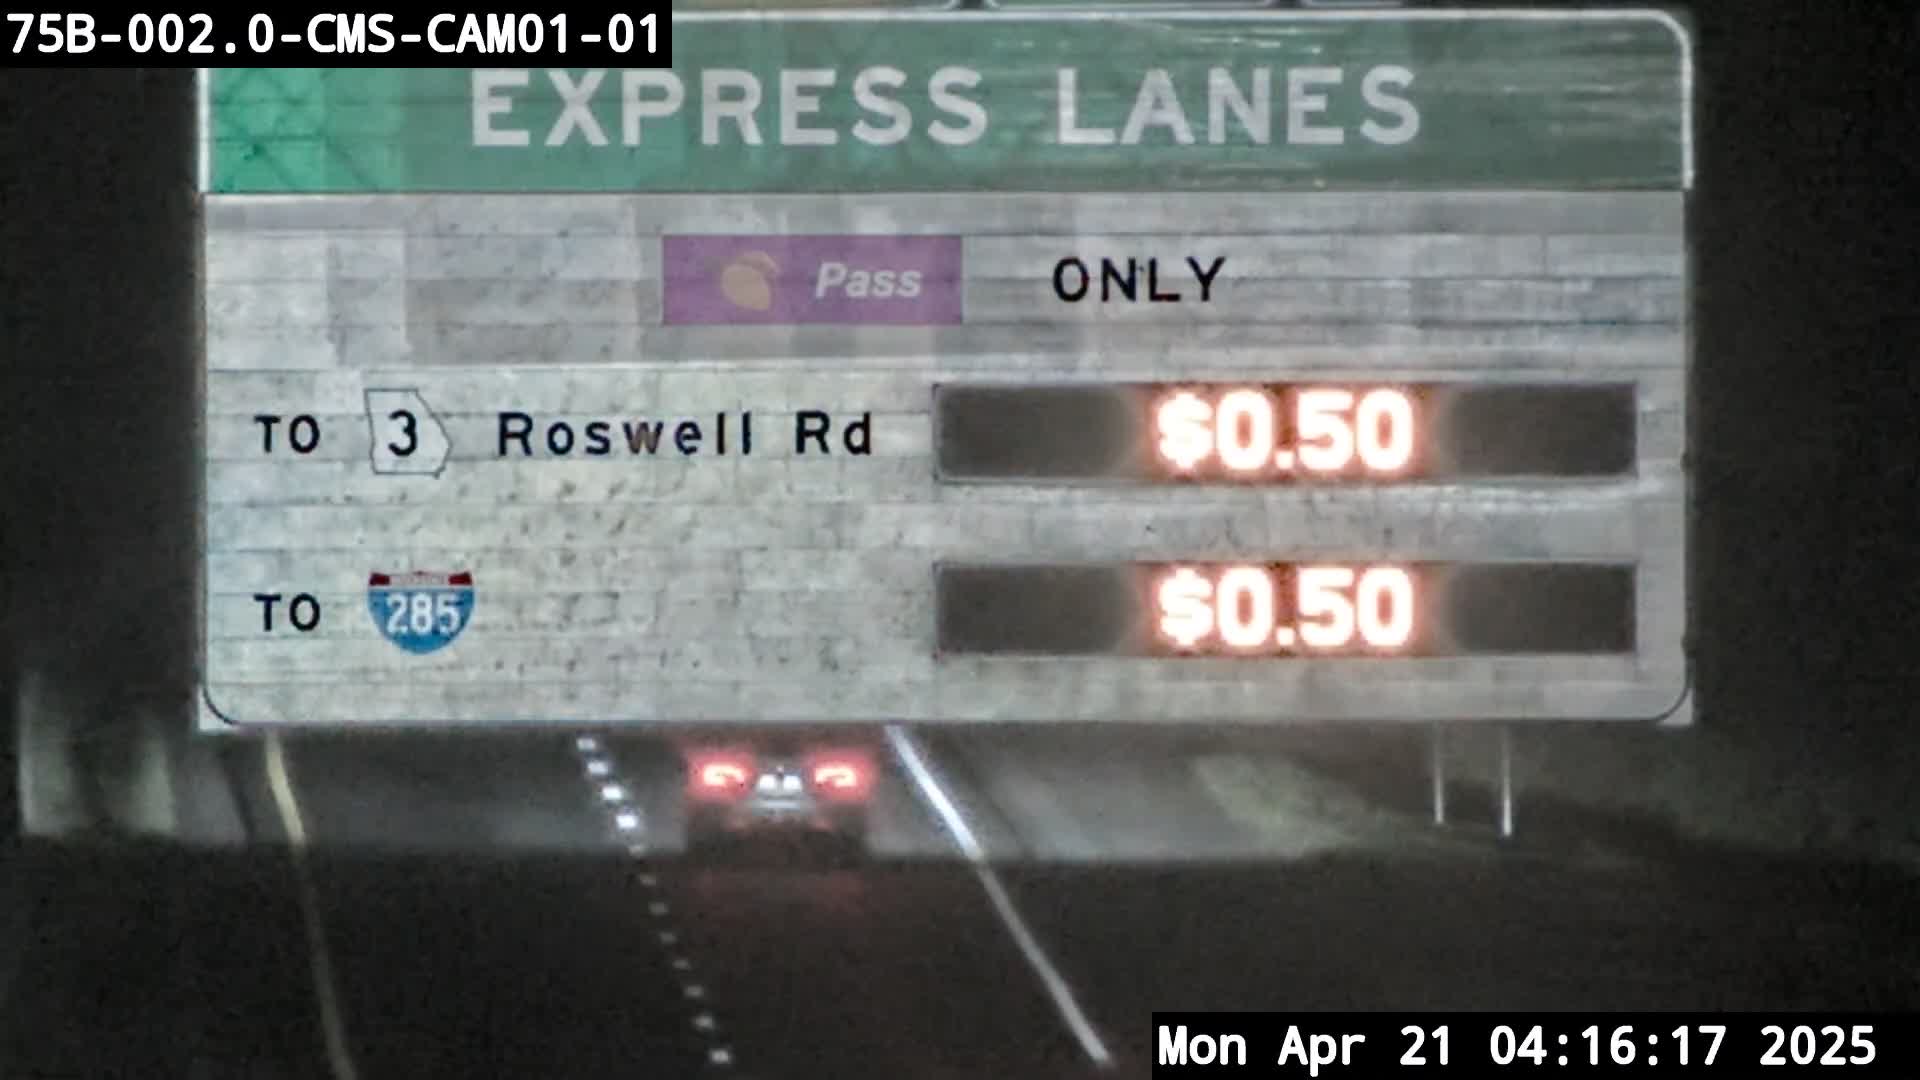 75B-002.0-CMS-CAM01-01
EXPRESS LANES
Pass ONLY
TO 3 Roswell Rd $0.50
TO 285 $0.50
Mon Apr 21 04:16:17 2025